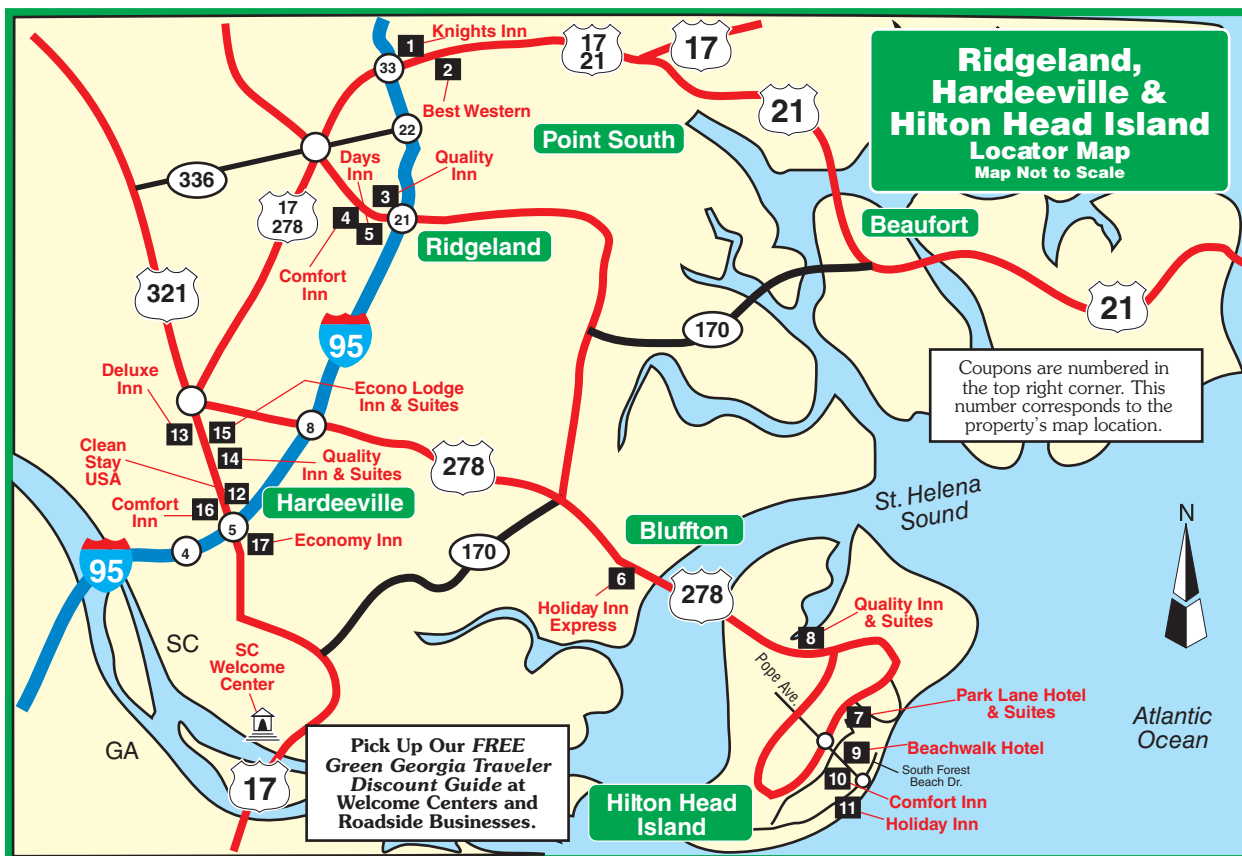 Ridgeland,
Hardeeville &
Hilton Head Island
Locator Map
Map Not to Scale
1
Knights Inn
17
21
17
33
2
Best Western
21
22
Point South
336
Days
Inn
Quality
Inn
3
17
278
4
5
21
Ridgeland
Beaufort
Comfort
Inn
321
21
95
170
Coupons are numbered in
the top right corner. This
number corresponds to the
property's map location.
Deluxe
Inn
Econo Lodge
Inn & Suites
13
15
8
Clean
Stay
USA
14
Quality
Inn & Suites
278
12
Hardeeville
Comfort
Inn
16
St. Helena
Sound
5
17
Economy Inn
Bluffton
N
4
95
170
6
Holiday Inn
Express
278
Quality Inn
& Suites
8
SC
SC
Welcome
Center
Pope Ave.
Park Lane Hotel
& Suites
7
Atlantic
Ocean
GA
Pick Up Our FREE
Green Georgia Traveler
Discount Guide at
Welcome Centers and
Roadside Businesses.
9
Beachwalk Hotel
South Forest
Beach Dr.
17
10
Comfort Inn
Hilton Head
Island
11
Holiday Inn